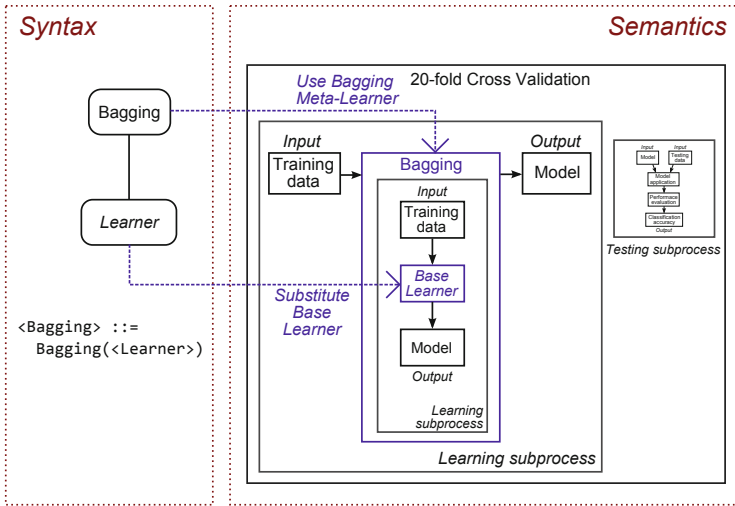 Syntax
Bagging
Learner
<Bagging> ::=
Bagging(<Learner>)
Semantics
20-fold Cross Validation
Use Bagging
Meta-Learner
Substitute
Base
Learner
Input
Training
data
Bagging
Input
Training
data
Base
Learner
Model
Output
Learning
subprocess
Output
Model
Learning subprocess
Input
Model
Input
Testing
data
Model
application
Performace
evaluation
Classification
accuracy
Output
Testing subprocess